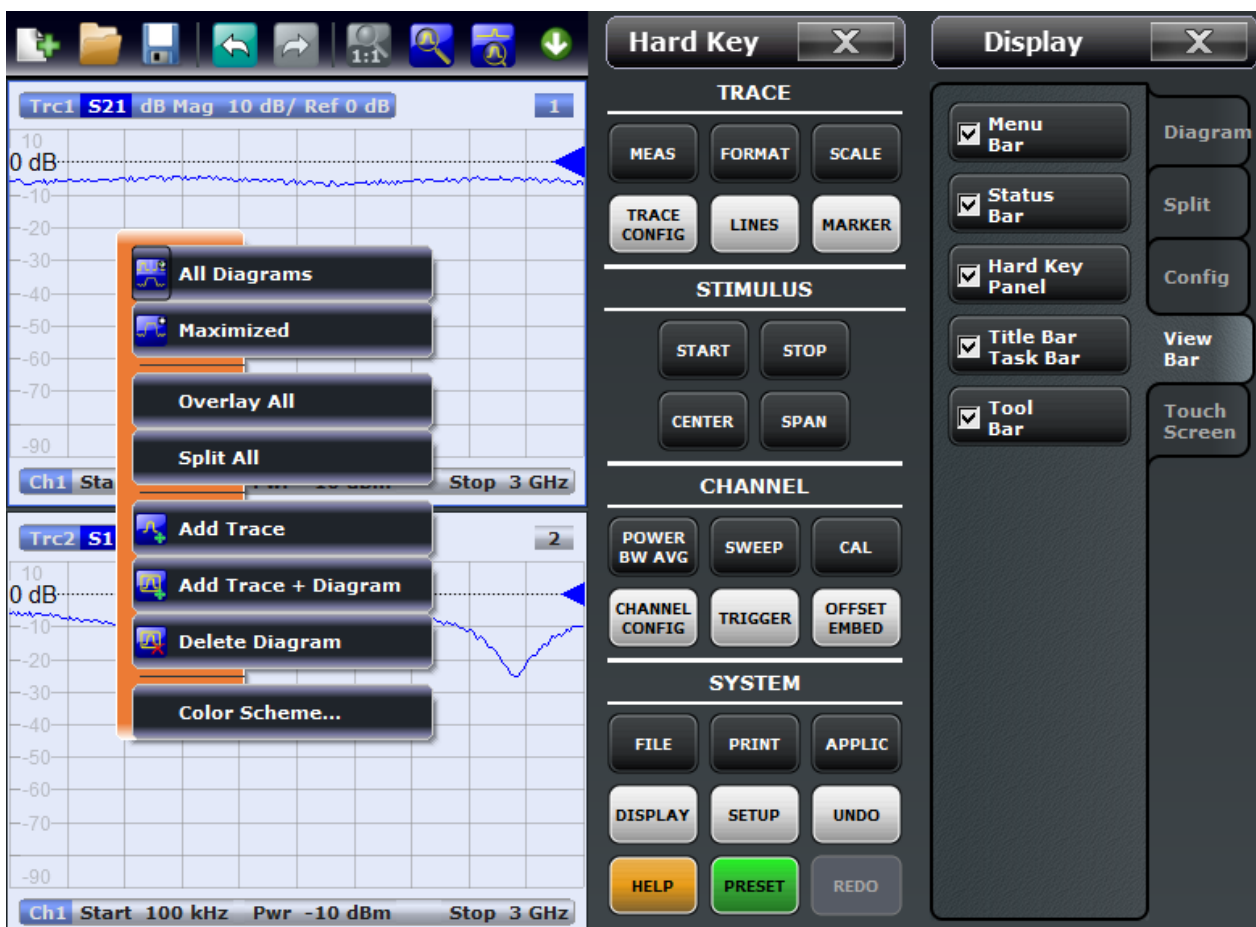 1:1
Trc1 S21 dB Mag 10 dB/ Ref 0 dB 1
10
0 dB
-10
-20
-30
-40
-50
-60
-70
-90
Ch1 Sta
Stop 3 GHz
All Diagrams
Maximized
Overlay All
Split All
Add Trace
Add Trace + Diagram
Delete Diagram
Color Scheme...
Trc2 S1 2
10
0 dB
-10
-20
-30
-40
-50
-60
-70
-90
Ch1 Start 100 kHz Pwr -10 dBm Stop 3 GHz
Hard Key X
TRACE
MEAS FORMAT SCALE
TRACE
CONFIG
LINES MARKER
STIMULUS
START STOP
CENTER SPAN
CHANNEL
POWER
BW AVG
SWEEP CAL
CHANNEL
CONFIG
TRIGGER
OFFSET
EMBED
SYSTEM
FILE PRINT APPLIC
DISPLAY SETUP UNDO
HELP PRESET REDO
Display X
Menu
Bar
Status
Bar
Hard Key
Panel
Title Bar
Task Bar
Tool
Bar
Diagram
Split
Config
View
Bar
Touch
Screen